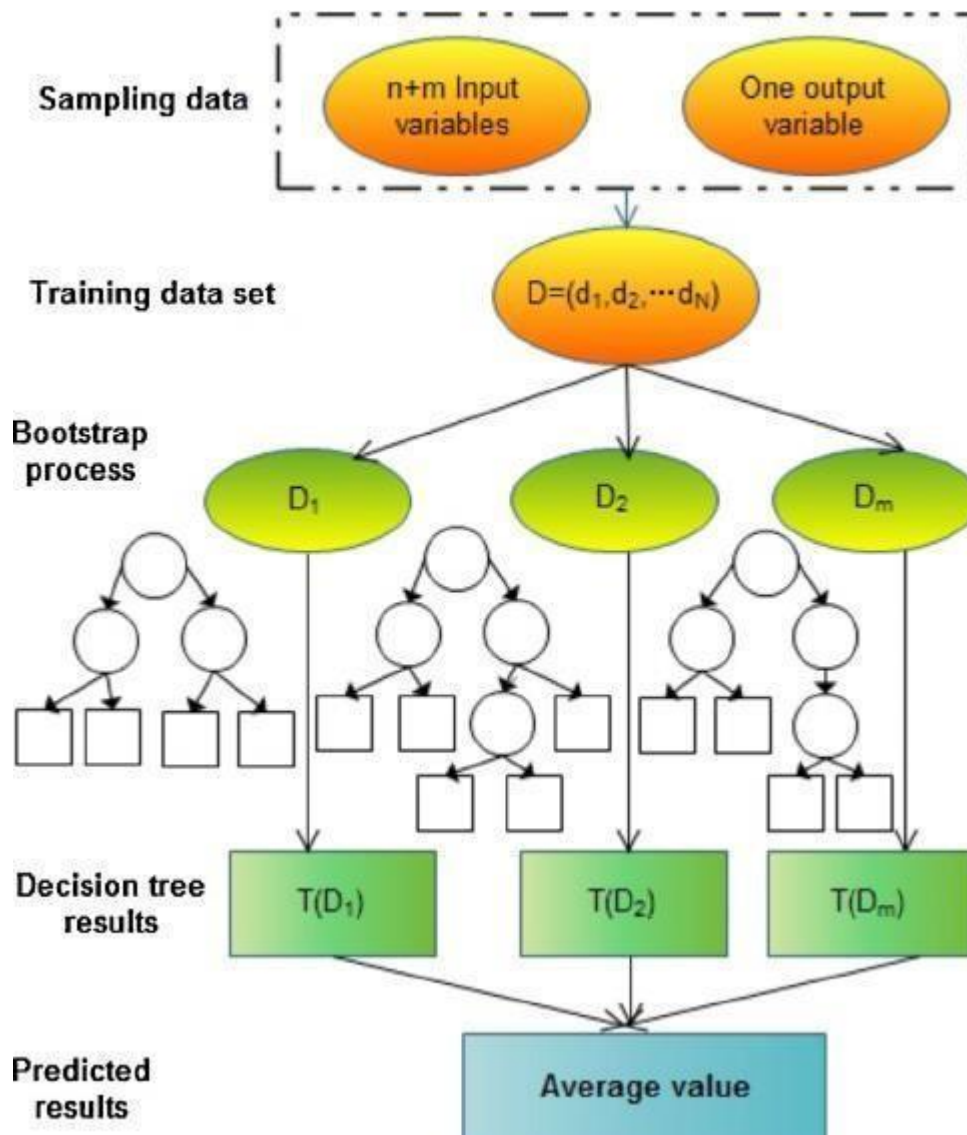 Sampling data
n+m Input
variables
One output
variable
Training data set
D=(d₁,d₂,⋯d_N)
Bootstrap
process
D₁
D₂
Dₘ
Decision tree
results
T(D₁)
T(D₂)
T(Dₘ)
Predicted
results
Average value